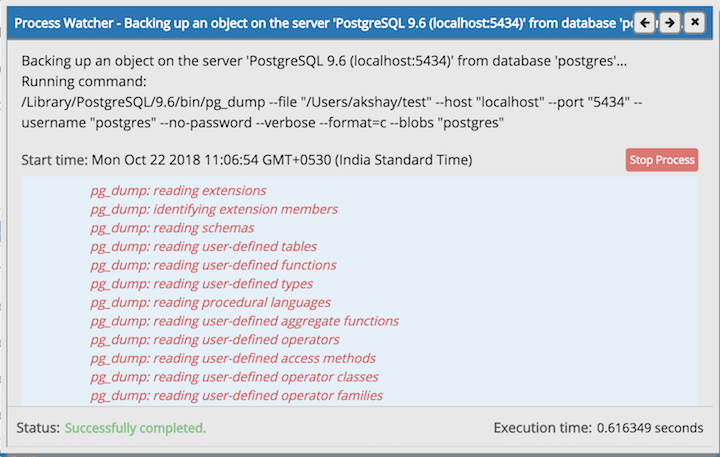 Process Watcher - Backing up an object on the server 'PostgreSQL 9.6 (localhost:5434)' from database
Backing up an object on the server 'PostgreSQL 9.6 (localhost:5434)' from database 'postgres'...
Running command:
/Library/PostgreSQL/9.6/bin/pg_dump --file "/Users/akshay/test" --host "localhost" --port "5434" --
username "postgres" --no-password --verbose --format=c --blobs "postgres"
Start time: Mon Oct 22 2018 11:06:54 GMT+0530 (India Standard Time) Stop Process
pg_dump: reading extensions
pg_dump: identifying extension members
pg_dump: reading schemas
pg_dump: reading user-defined tables
pg_dump: reading user-defined functions
pg_dump: reading user-defined types
pg_dump: reading procedural languages
pg_dump: reading user-defined aggregate functions
pg_dump: reading user-defined operators
pg_dump: reading user-defined access methods
pg_dump: reading user-defined operator classes
pg_dump: reading user-defined operator families
Status: Successfully completed. Execution time: 0.616349 seconds